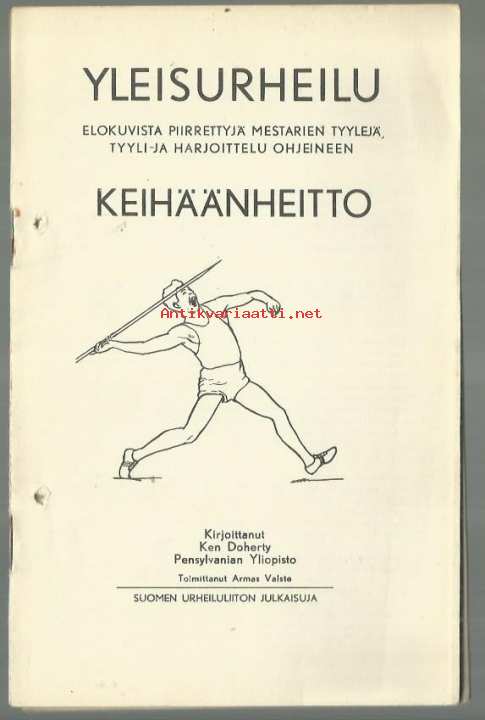 YLEISURHEILU
ELOKUVISTA PIIRRETTYJÄ MESTARIEN TYYLEJÄ,
TYYLI-JA HARJOITTELU OHJEINEEN
KEIHÄÄNHEITTO
Antikvariaatti.net
Kirjoittanut
Ken Doherty
Pensylvanian Yliopisto
Toimittanut Armas Valste
SUOMEN URHEILULIITON JULKAISUJA